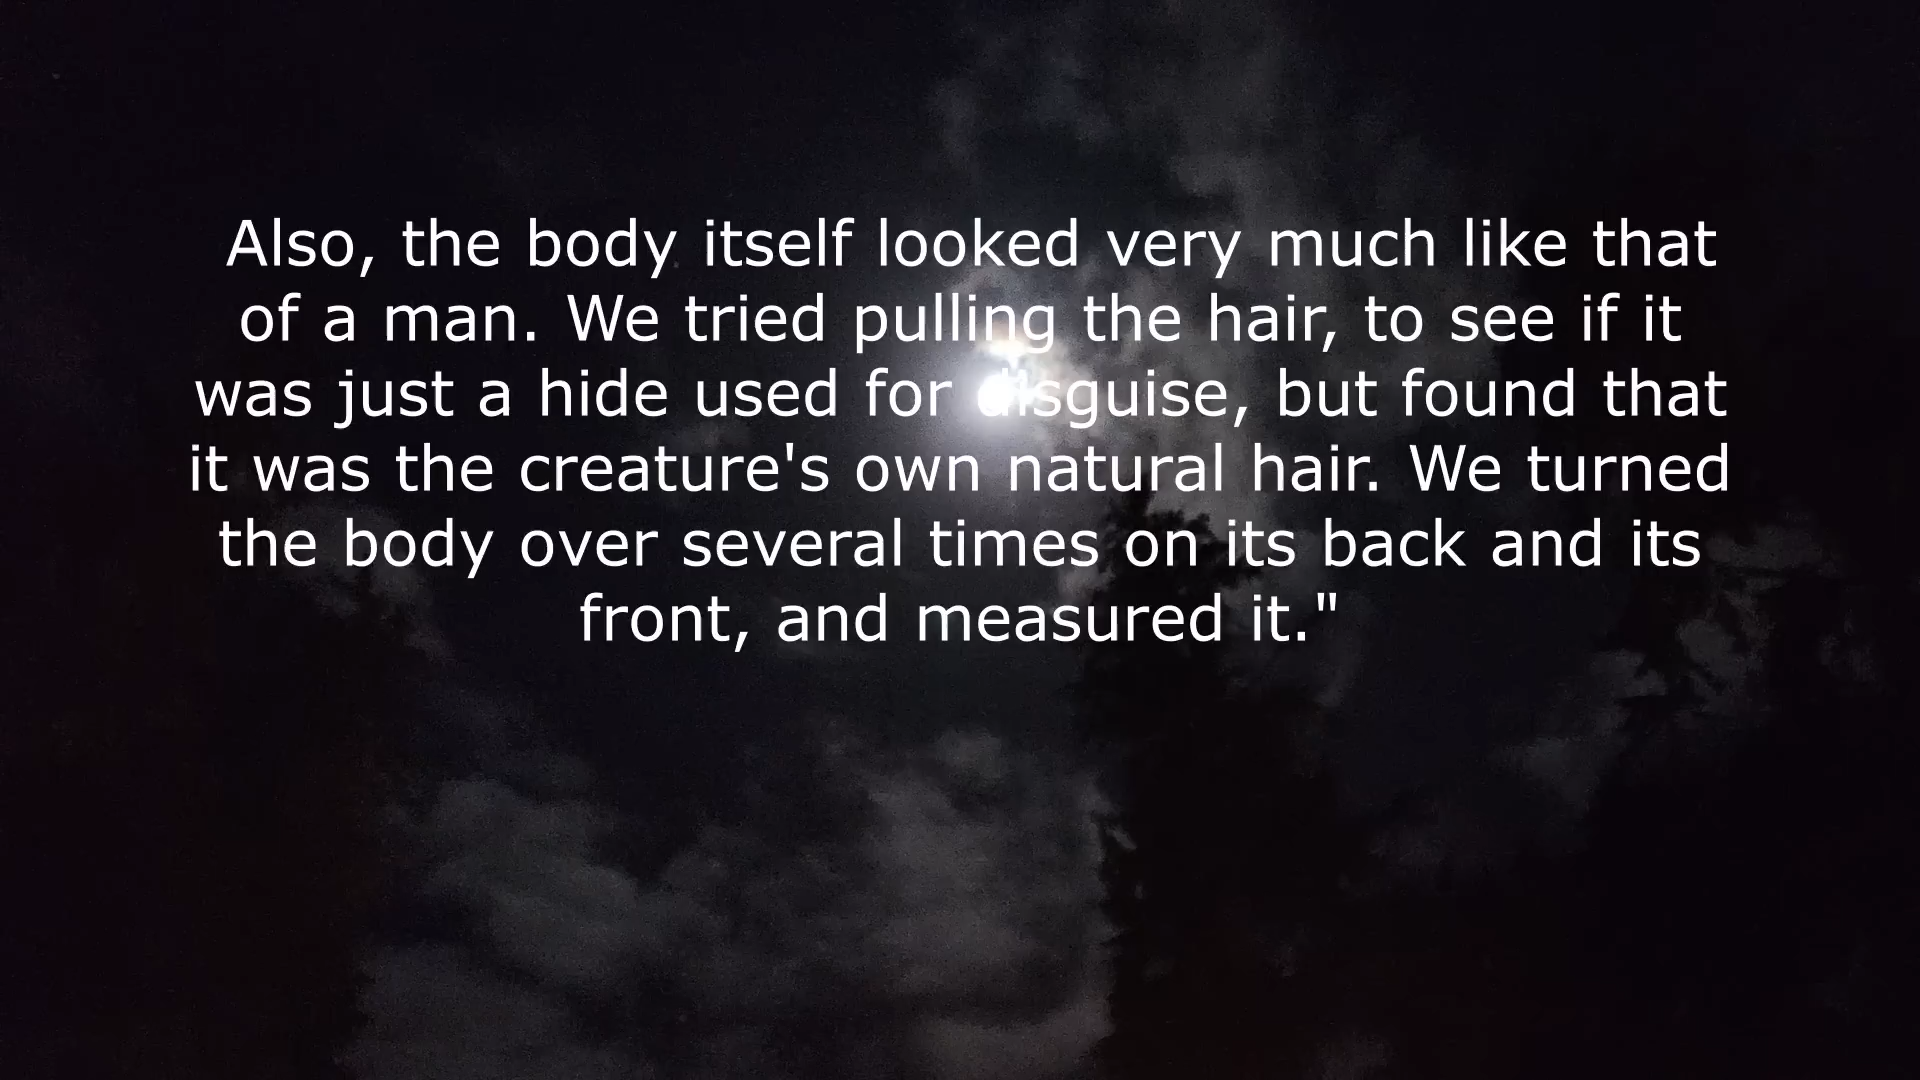 Also, the body itself looked very much like that
of a man. We tried pulling the hair, to see if it
was just a hide used for disguise, but found that
it was the creature's own natural hair. We turned
the body over several times on its back and its
front, and measured it."